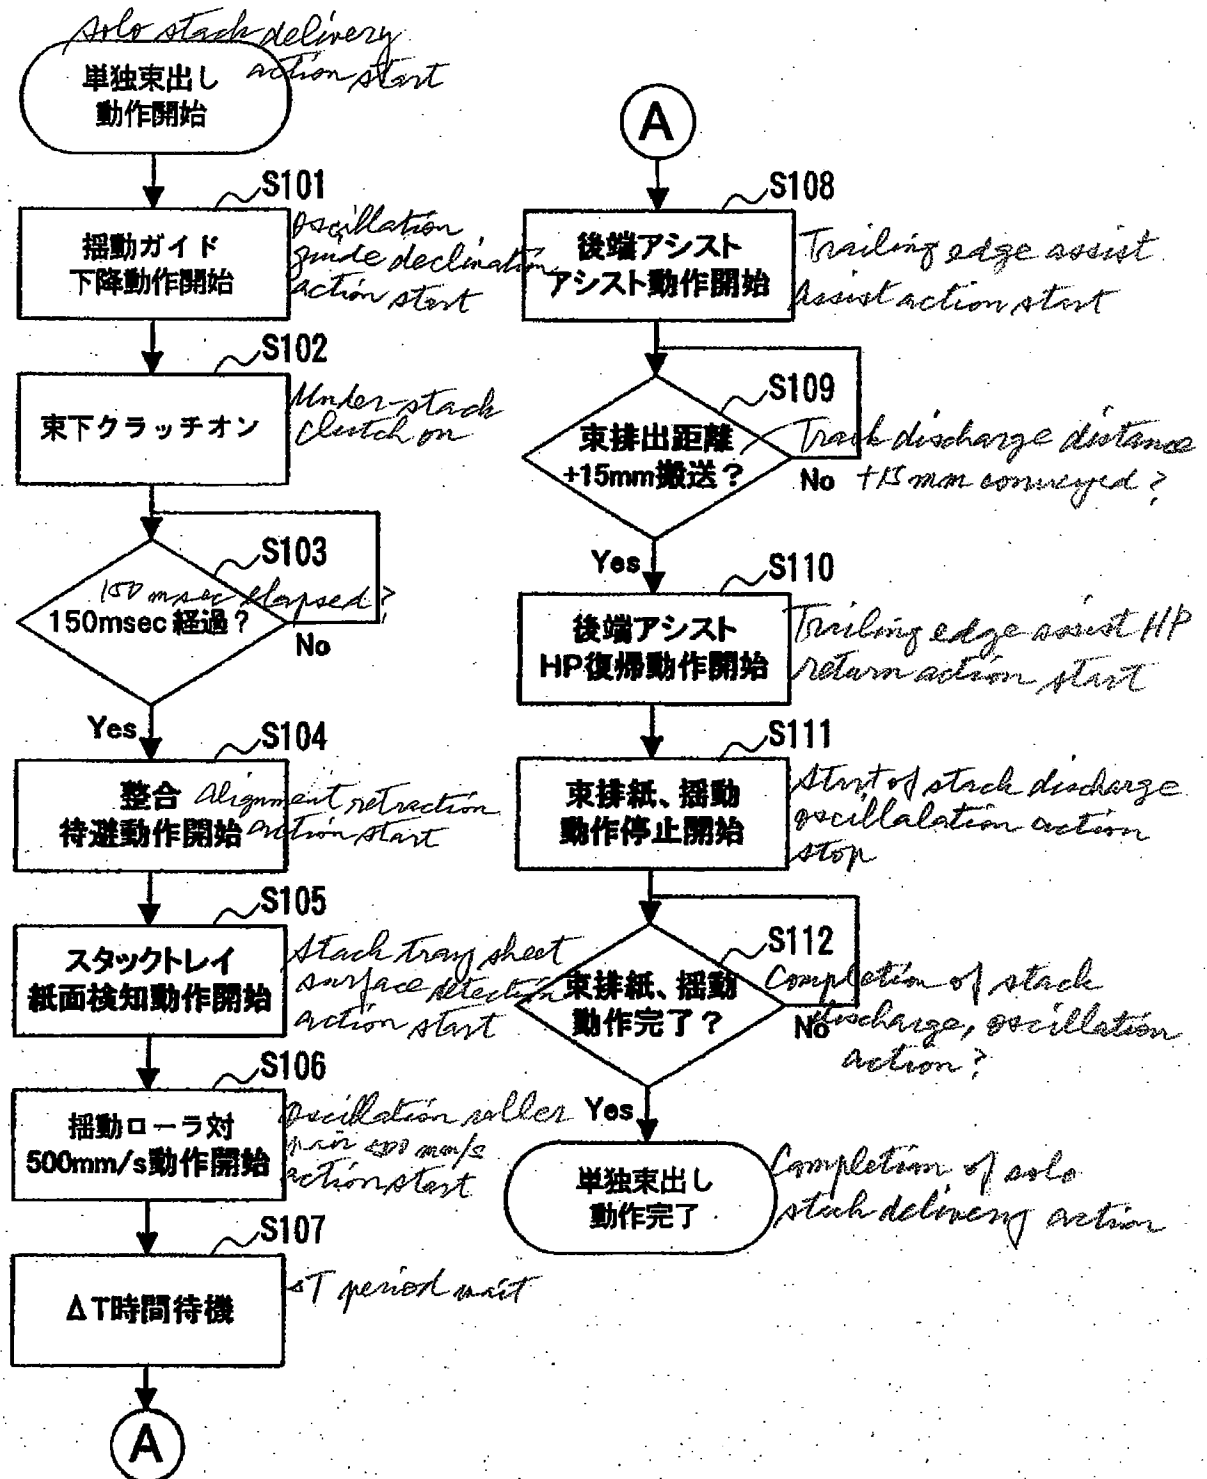 solo stack delivery
action start
単独束出し
動作開始
S101
揺動ガイド
下降動作開始
Oscillation
guide declination
action start
S102
束下クラッチオン
Under-stack
clutch on
S103
150 msec elapsed?
150msec 経過？
No
Yes
S104
整合
待避動作開始
Alignment retraction
action start
S105
スタックトレイ
紙面検知動作開始
Stack tray sheet
surface detection
action start
S106
揺動ローラ対
500mm/s動作開始
Oscillation roller
pair 500 mm/s
action start
S107
ΔT時間待機
ΔT period wait
A
A
S108
後端アシスト
アシスト動作開始
Trailing edge assist
assist action start
S109
束排出距離
+15mm搬送？
Track discharge distance
+15 mm conveyed?
No
Yes
S110
後端アシスト
HP復帰動作開始
Trailing edge assist HP
return action start
S111
束排紙、揺動
動作停止開始
Start of stack discharge
oscillalation action
stop
S112
束排紙、揺動
動作完了？
Completion of stack
discharge, oscillation
action?
No
Yes
単独束出し
動作完了
Completion of solo
stack delivery action